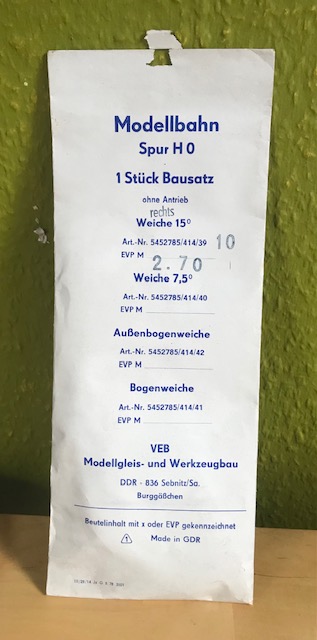 Modellbahn
Spur H 0
1 Stück Bausatz
ohne Antrieb
rechts
Weiche 15°
Art.-Nr. 5452785/414/39 10
EVP M 2.70
Weiche 7,5°
Art.-Nr. 5452785/414/40
EVP M
Außenbogenweiche
Art.-Nr. 5452785/414/42
EVP M
Bogenweiche
Art.-Nr. 5452785/414/41
EVP M
VEB
Modellgleis- und Werkzeugbau
DDR - 836 Sebnitz/Sa.
Burggäßchen
Beutelinhalt mit x oder EVP gekennzeichnet
1 Made in GDR